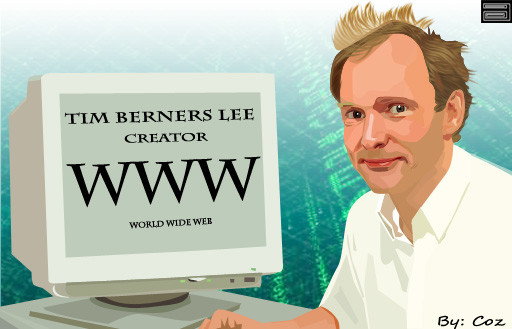 TIM BERNERS LEE
CREATOR
WWW
WORLD WIDE WEB
By: Coz